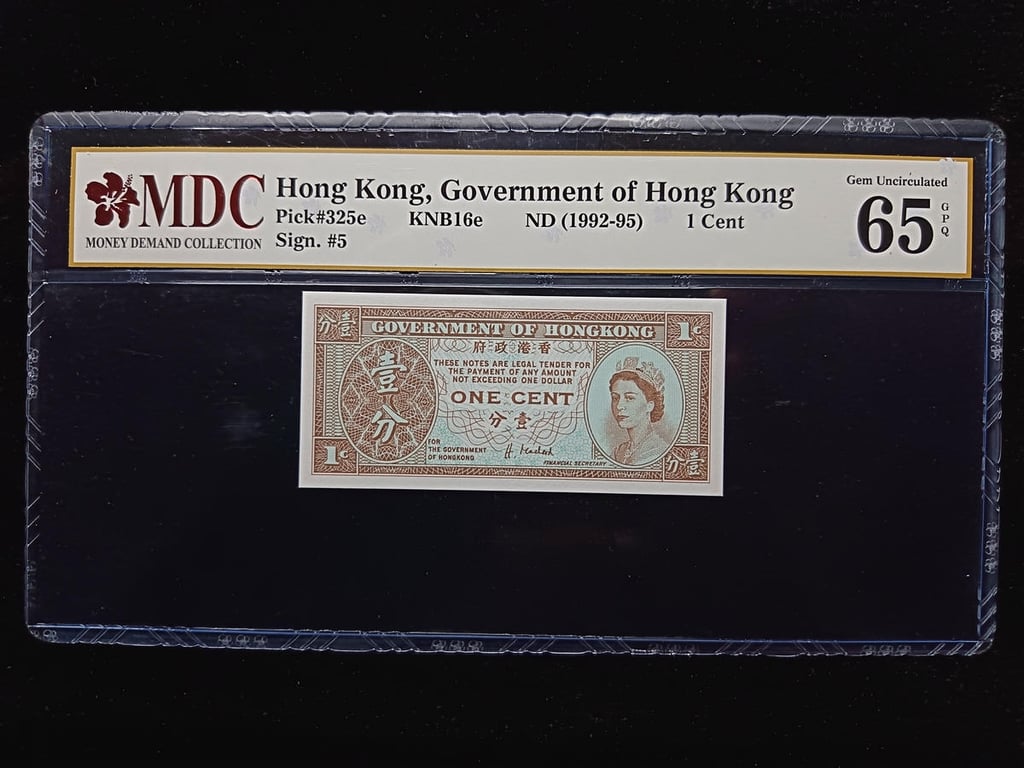 MDC
MONEY DEMAND COLLECTION
Hong Kong, Government of Hong Kong
Pick#325e KNB16e ND (1992-95) 1 Cent
Sign. #5
Gem Uncirculated
65 GPQ
分壹 GOVERNMENT OF HONGKONG 1¢
府政港香
THESE NOTES ARE LEGAL TENDER FOR
THE PAYMENT OF ANY AMOUNT
NOT EXCEEDING ONE DOLLAR
壹分
ONE CENT
分壹
FOR
THE GOVERNMENT
OF HONGKONG
FINANCIAL SECRETARY
1¢
分壹